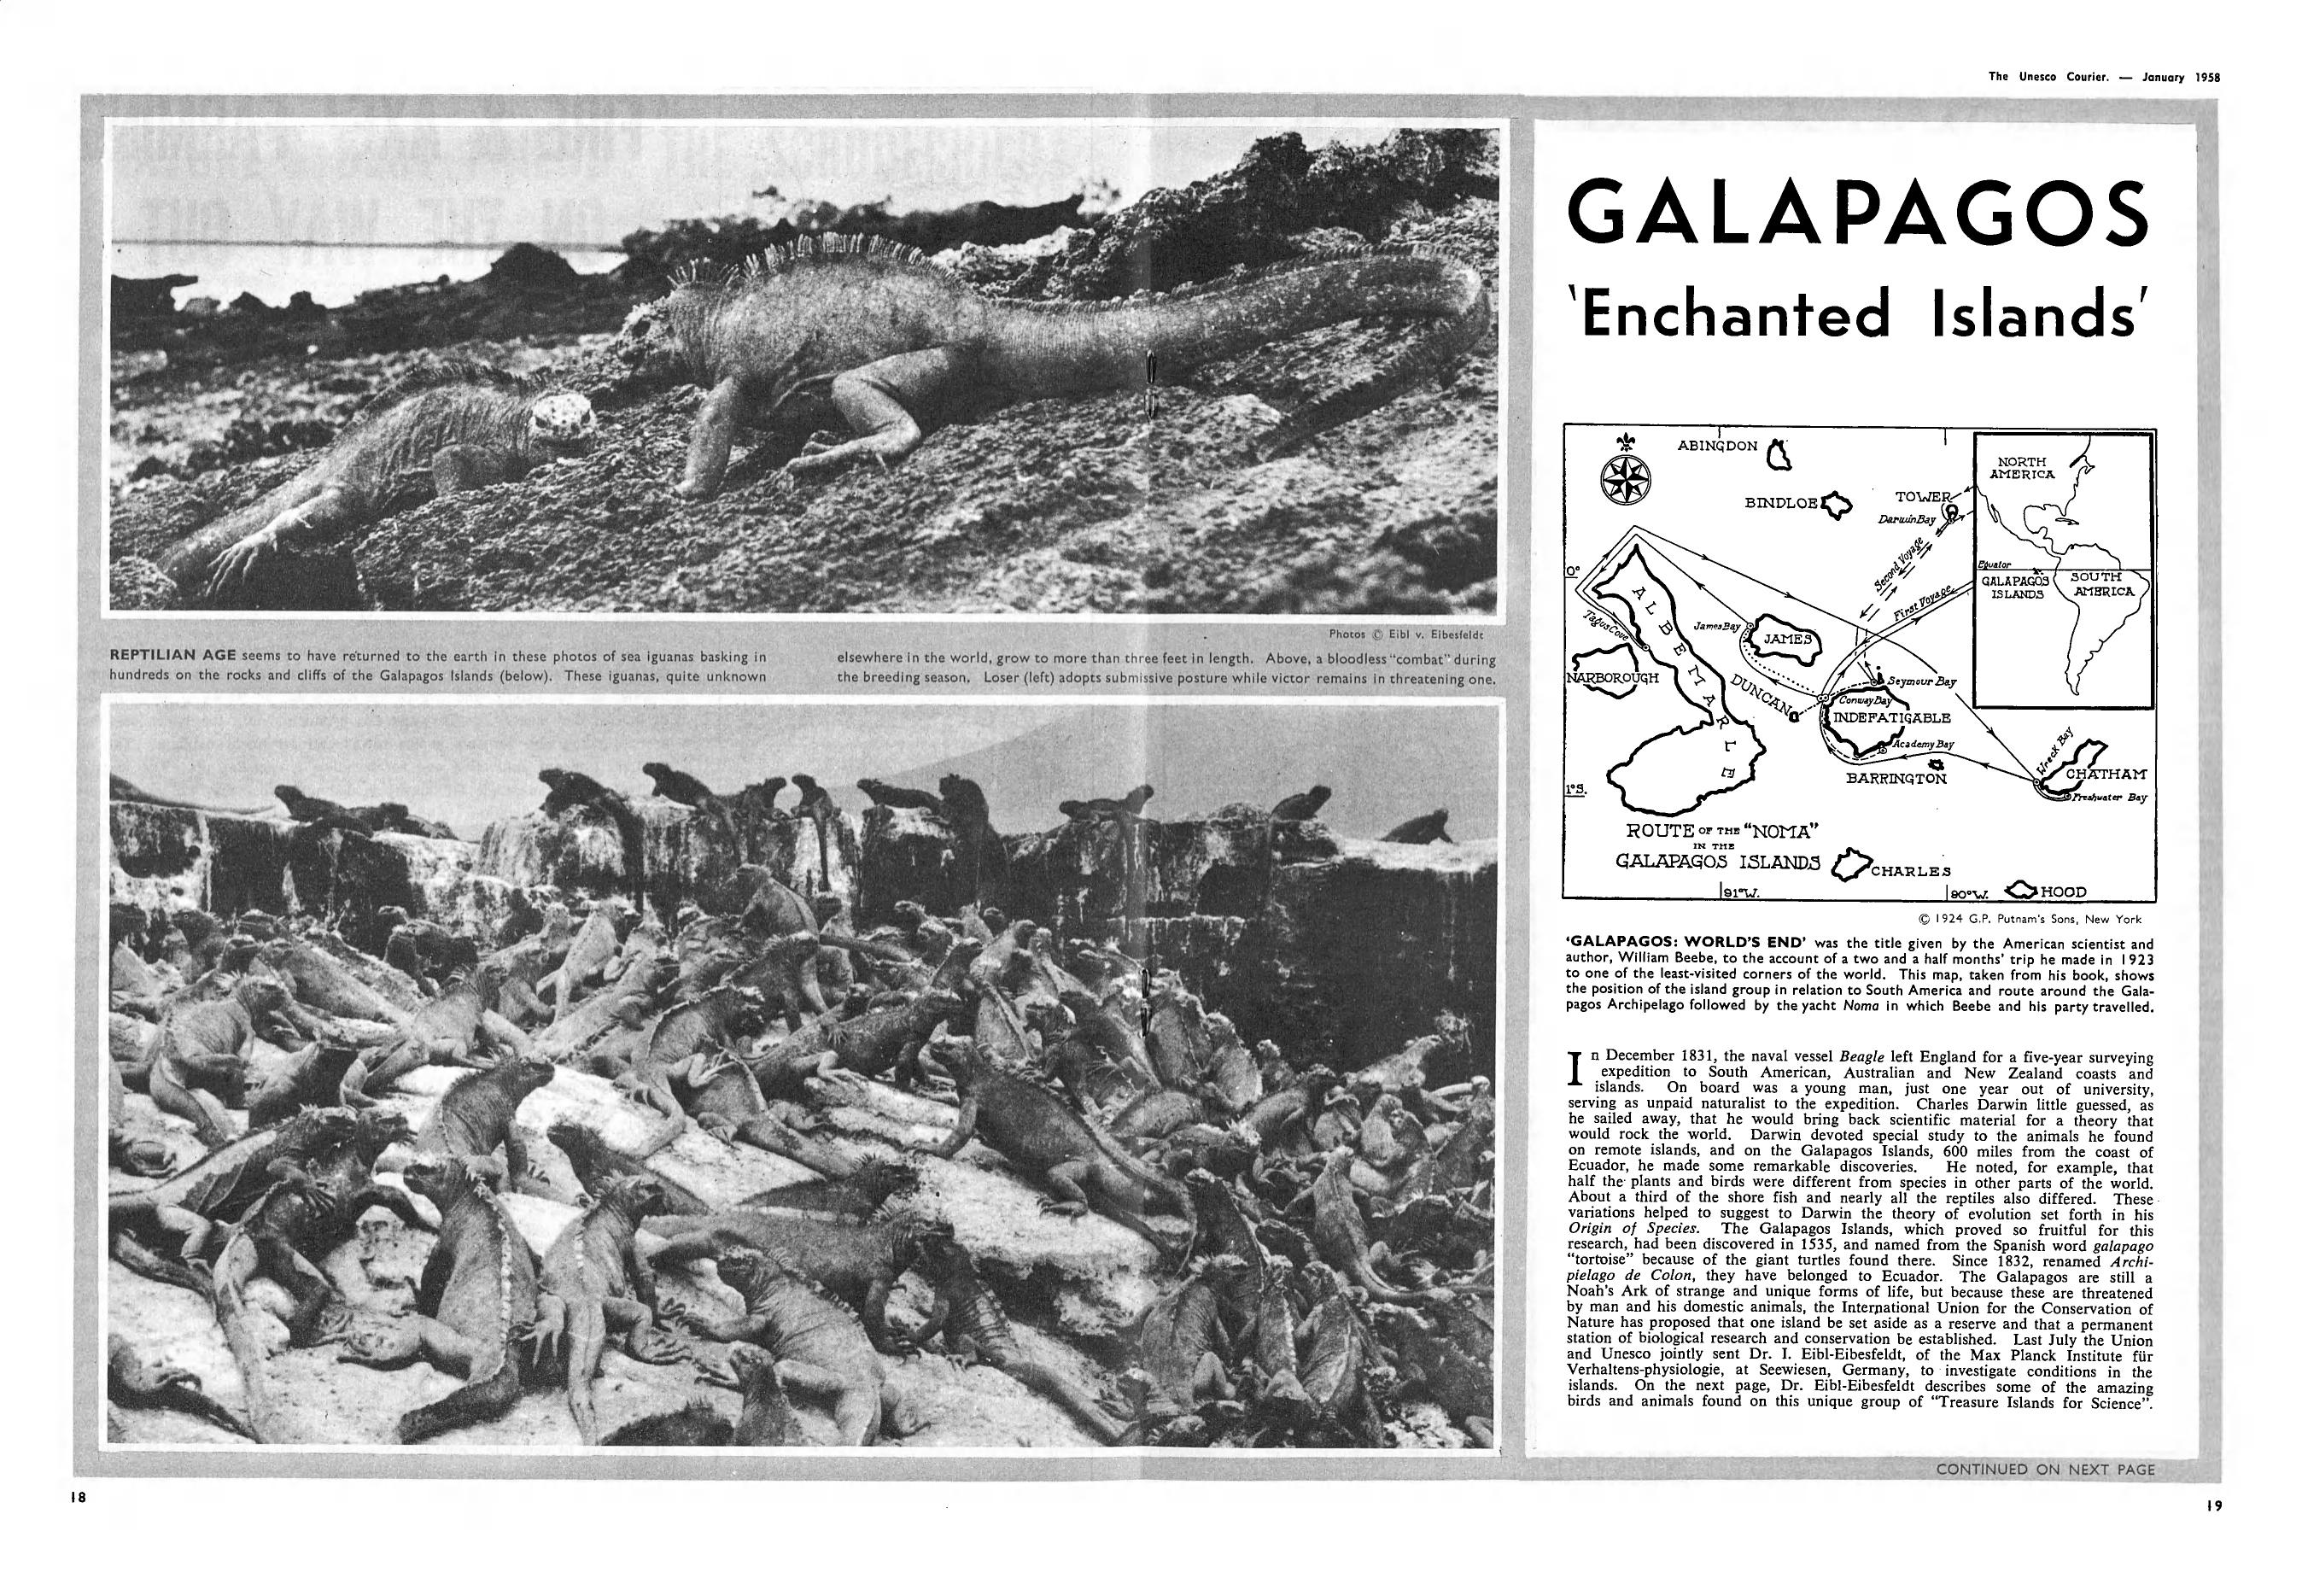 The Unesco Courier. — January 1958
Photos © Eibl v. Eibesfeldt
REPTILIAN AGE seems to have returned to the earth in these photos of sea iguanas basking in
hundreds on the rocks and cliffs of the Galapagos Islands (below). These iguanas, quite unknown
elsewhere in the world, grow to more than three feet in length. Above, a bloodless "combat" during
the breeding season. Loser (left) adopts submissive posture while victor remains in threatening one.
GALAPAGOS
'Enchanted Islands'
ABINGDON
BINDLOE
TOWER
Darwin Bay
NORTH
AMERICA
Second Voyage
First Voyage
Equator
GALAPAGOS
ISLANDS
SOUTH
AMERICA
0°
ALBEMARLE
Tagus Cove
James Bay
JAMES
NARBOROUGH
DUNCAN
Seymour Bay
Conway Bay
INDEFATIGABLE
Academy Bay
BARRINGTON
Wreck Bay
CHATHAM
Freshwater Bay
1°S.
ROUTE OF THE "NOMA"
IN THE
GALAPAGOS ISLANDS
CHARLES
HOOD
91°W.
90°W.
© 1924 G.P. Putnam's Sons, New York
'GALAPAGOS: WORLD'S END' was the title given by the American scientist and
author, William Beebe, to the account of a two and a half months' trip he made in 1923
to one of the least-visited corners of the world. This map, taken from his book, shows
the position of the island group in relation to South America and route around the Gala-
pagos Archipelago followed by the yacht Noma in which Beebe and his party travelled.
In December 1831, the naval vessel Beagle left England for a five-year surveying
expedition to South American, Australian and New Zealand coasts and
islands. On board was a young man, just one year out of university,
serving as unpaid naturalist to the expedition. Charles Darwin little guessed, as
he sailed away, that he would bring back scientific material for a theory that
would rock the world. Darwin devoted special study to the animals he found
on remote islands, and on the Galapagos Islands, 600 miles from the coast of
Ecuador, he made some remarkable discoveries. He noted, for example, that
half the plants and birds were different from species in other parts of the world.
About a third of the shore fish and nearly all the reptiles also differed. These
variations helped to suggest to Darwin the theory of evolution set forth in his
Origin of Species. The Galapagos Islands, which proved so fruitful for this
research, had been discovered in 1535, and named from the Spanish word galapago
"tortoise" because of the giant turtles found there. Since 1832, renamed Archi-
pielago de Colon, they have belonged to Ecuador. The Galapagos are still a
Noah's Ark of strange and unique forms of life, but because these are threatened
by man and his domestic animals, the International Union for the Conservation of
Nature has proposed that one island be set aside as a reserve and that a permanent
station of biological research and conservation be established. Last July the Union
and Unesco jointly sent Dr. I. Eibl-Eibesfeldt, of the Max Planck Institute für
Verhaltens-physiologie, at Seewiesen, Germany, to investigate conditions in the
islands. On the next page, Dr. Eibl-Eibesfeldt describes some of the amazing
birds and animals found on this unique group of "Treasure Islands for Science".
CONTINUED ON NEXT PAGE
18
19